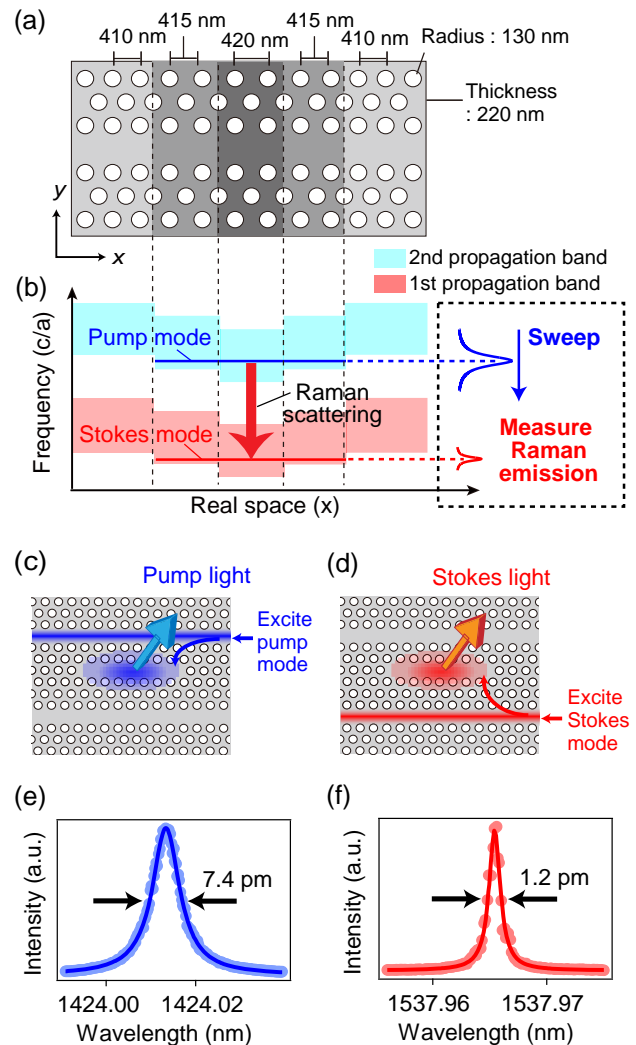 (a)
415 nm
415 nm
410 nm
420 nm
410 nm
Radius : 130 nm
Thickness
: 220 nm
y
x
2nd propagation band
1st propagation band
(b)
Frequency (c/a)
Pump mode
Raman
scattering
Stokes mode
Real space (x)
Sweep
Measure
Raman
emission
(c)
Pump light
Excite
pump
mode
(d)
Stokes light
Excite
Stokes
mode
(e)
Intensity (a.u.)
7.4 pm
1424.00
1424.02
Wavelength (nm)
(f)
Intensity (a.u.)
1.2 pm
1537.96
1537.97
Wavelength (nm)